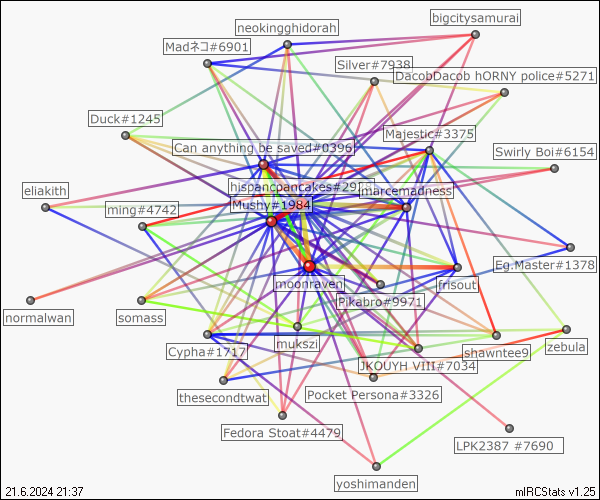 bigcitysamurai
neokingghidorah
Madネコ#6901
Silver#7938
DacobDacob hORNY police#5271
Duck#1245
Majestic#3375
Can anything be saved#0396
Swirly Boi#6154
hispancpancakes#29
marcemadness
eliakith
Mushy#1984
ming#4742
Eg.Master#1378
moonraven
frisout
Pikabro#9971
normalwan
somass
mukszi
zebula
Cypha#1717
shawntee9
JKOUYH VIII#7034
thesecondtwat
Pocket Persona#3326
Fedora Stoat#4479
LPK2387 #7690
yoshimanden
21.6.2024 21:37
mIRCStats v1.25